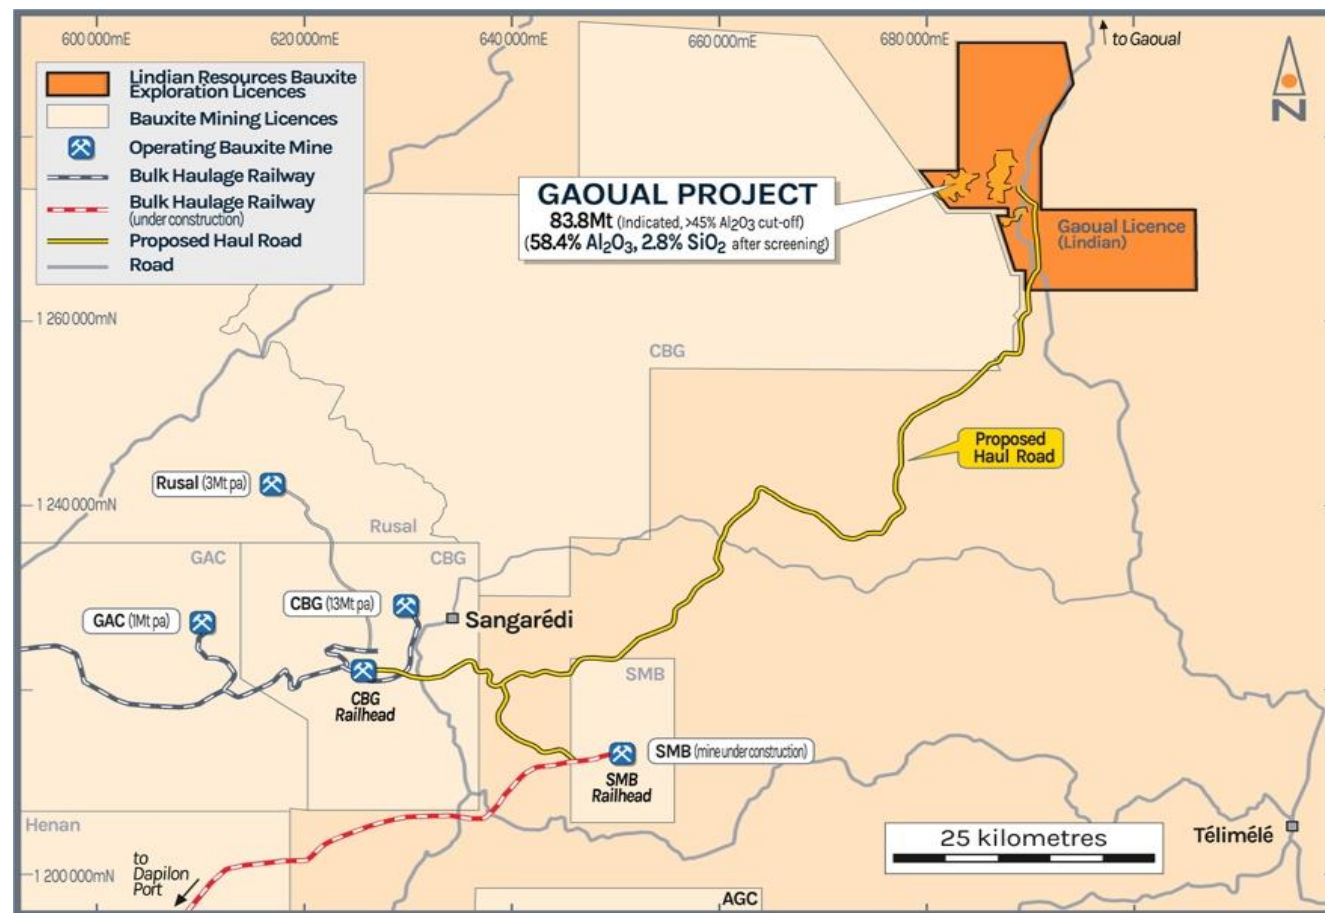 600 000mE
620 000mE
640 000mE
660 000mE
680 000mE
to Gaoual
N
Lindian Resources Bauxite
Exploration Licences
Bauxite Mining Licences
Operating Bauxite Mine
Bulk Haulage Railway
Bulk Haulage Railway
(under construction)
Proposed Haul Road
Road
GAOUAL PROJECT
83.8Mt (Indicated, >45% Al₂O₃ cut-off)
(58.4% Al₂O₃, 2.8% SiO₂ after screening)
Gaoual Licence
(Lindian)
1 260 000mN
CBG
Proposed
Haul Road
Rusal (3Mt pa)
1 240 000mN
Rusal
GAC
CBG
CBG (13Mt pa)
GAC (1Mt pa)
Sangarédi
CBG
Railhead
SMB
SMB (mine under construction)
SMB
Railhead
Henan
25 kilometres
Télimélé
to
Dapilon
Port
1 200 000mN
AGC